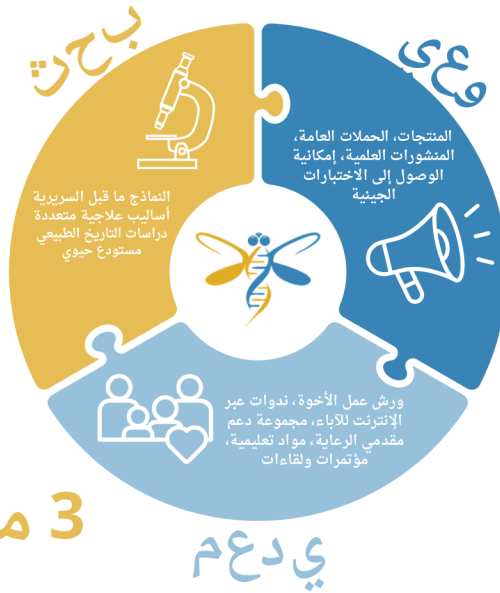 بحث
وعي
المنتجات، الحملات العامة،
المنشورات العلمية، إمكانية
الوصول إلى الاختبارات
الجينية
النماذج ما قبل السريرية
أساليب علاجية متعددة
دراسات التاريخ الطبيعي
مستودع حيوي
ورش عمل الأخوة، ندوات عبر
الإنترنت للآباء، مجموعة دعم
مقدمي الرعاية، مواد تعليمية،
مؤتمرات ولقاءات
يدعم
3